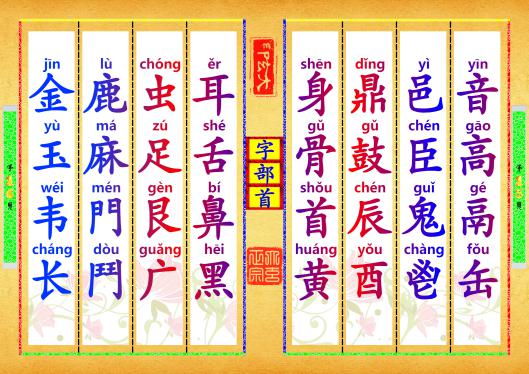 jīn lù chóng ěr
金 鹿 虫 耳
yù má zú shé
玉 麻 足 舌
wéi mén gèn bí
韦 門 艮 鼻
cháng dòu guǎng hēi
长 鬥 广 黑
字
部
首
shēn dǐng yì yīn
身 鼎 邑 音
gǔ gǔ chén gāo
骨 鼓 臣 高
shǒu chén guǐ gé
首 辰 鬼 鬲
huáng yǒu chàng fǒu
黄 酉 鬯 缶